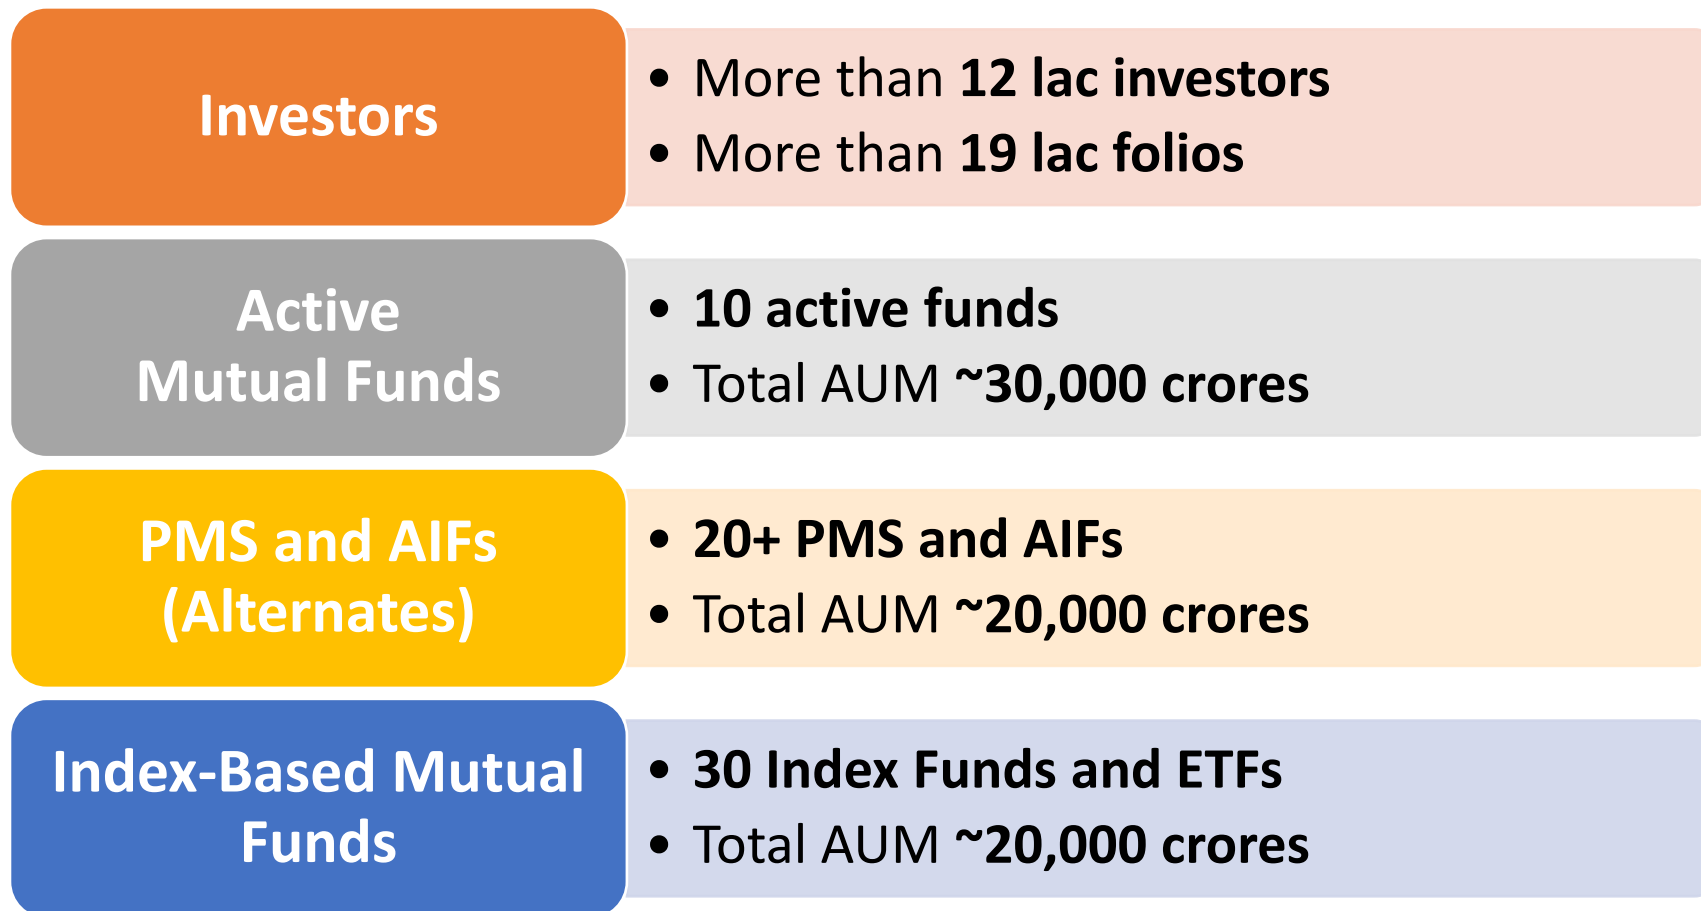 Investors
• More than 12 lac investors
• More than 19 lac folios
Active
Mutual Funds
• 10 active funds
• Total AUM ~30,000 crores
PMS and AIFs
(Alternates)
• 20+ PMS and AIFs
• Total AUM ~20,000 crores
Index-Based Mutual
Funds
• 30 Index Funds and ETFs
• Total AUM ~20,000 crores